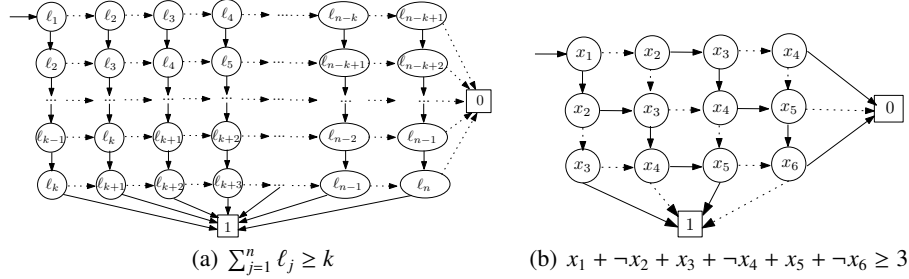 ℓ₁ ℓ₂ ℓ₃ ℓ₄ ... ℓₙ₋ₖ ℓₙ₋ₖ₊₁
ℓ₂ ℓ₃ ℓ₄ ℓ₅ ... ℓₙ₋ₖ₊₁ ℓₙ₋ₖ₊₂
... ... ... ... ... ... ... 0
ℓₖ₋₁ ℓₖ ℓₖ₊₁ ℓₖ₊₂ ... ℓₙ₋₂ ℓₙ₋₁
ℓₖ ℓₖ₊₁ ℓₖ₊₂ ℓₖ₊₃ ℓₙ₋₁ ℓₙ
1
(a) ∑ⁿⱼ₌₁ ℓⱼ ≥ k
x₁ x₂ x₃ x₄
x₂ x₃ x₄ x₅ 0
x₃ x₄ x₅ x₆
1
(b) x₁ + ¬x₂ + x₃ + ¬x₄ + x₅ + ¬x₆ ≥ 3